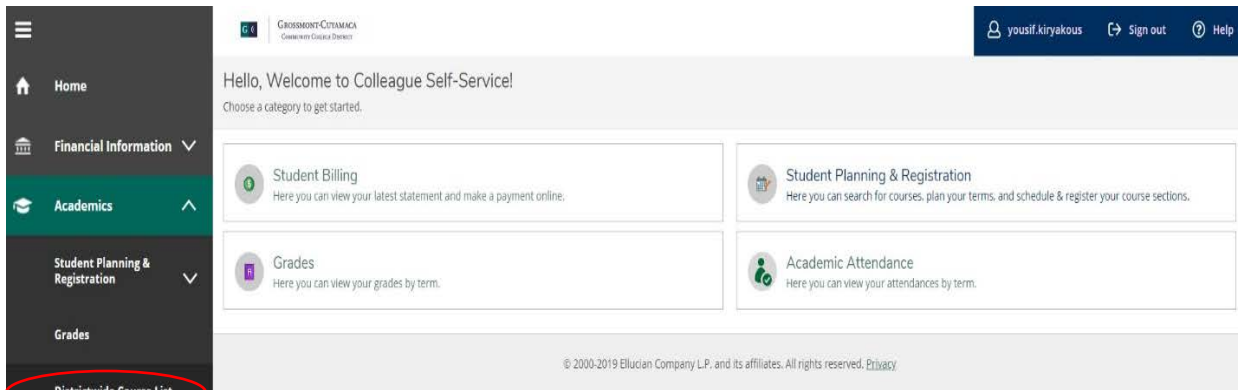 GROSSMONT-CUYAMACA
COMMUNITY COLLEGE DISTRICT
yousif.kiryakous
Sign out
Help
Home
Financial Information
Academics
Student Planning &
Registration
Grades
Districtwide Course List
Hello, Welcome to Colleague Self-Service!
Choose a category to get started.
Student Billing
Here you can view your latest statement and make a payment online.
Student Planning & Registration
Here you can search for courses, plan your terms, and schedule & register your course sections.
Grades
Here you can view your grades by term.
Academic Attendance
Here you can view your attendances by term.
© 2000-2019 Ellucian Company L.P. and its affiliates. All rights reserved. Privacy